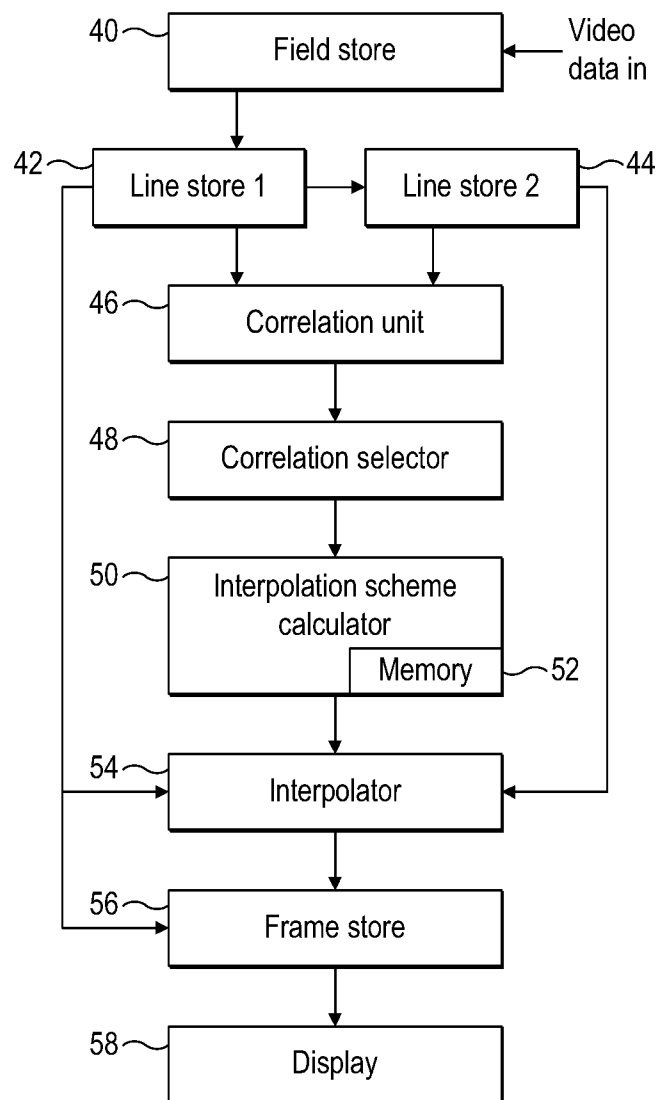 40
Field store
Video
data in
42
Line store 1
Line store 2
44
46
Correlation unit
48
Correlation selector
50
Interpolation scheme
calculator
Memory
52
54
Interpolator
56
Frame store
58
Display